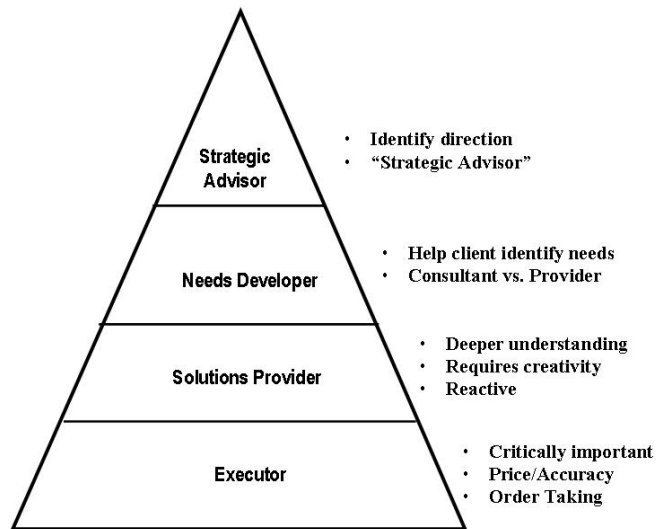 Strategic
Advisor
• Identify direction
• “Strategic Advisor”
Needs Developer
• Help client identify needs
• Consultant vs. Provider
Solutions Provider
• Deeper understanding
• Requires creativity
• Reactive
Executor
• Critically important
• Price/Accuracy
• Order Taking